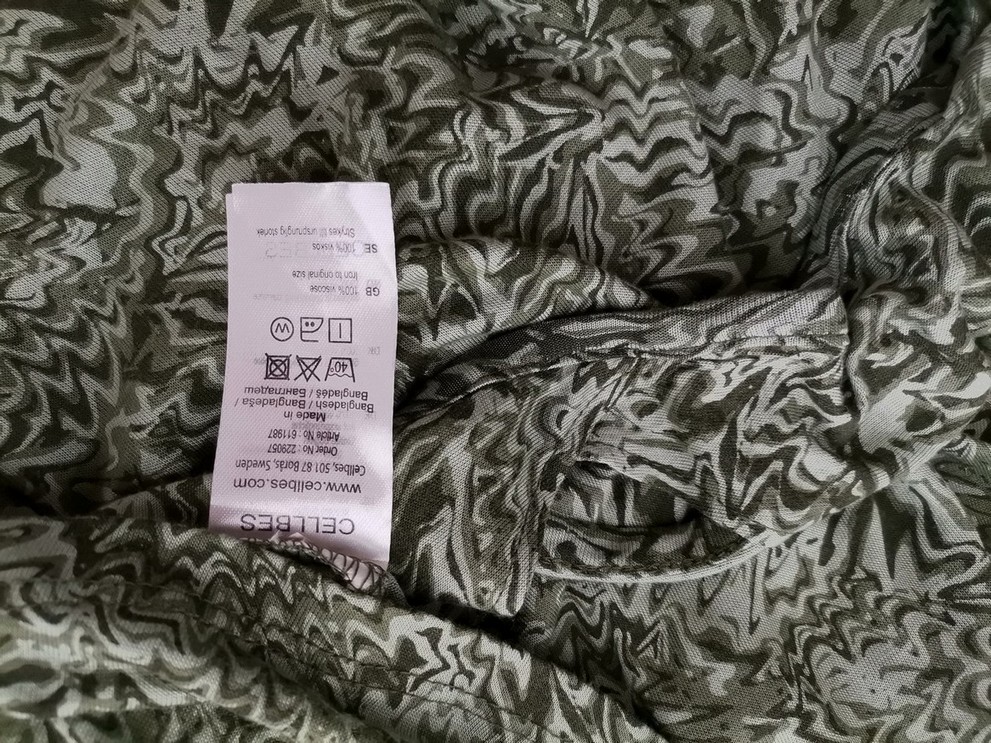 CELLBES
www.cellbes.com
Cellbes, 501 87 Borås, Sweden
Order No : 229057
Article No : 611987
Made in
Bangladesh / Bangladeša /
Bangladéš / Бангладеш
40°
W
GB 100% viscose
Iron to original size
SE 100% viskos
Strykes till ursprunglig storlek